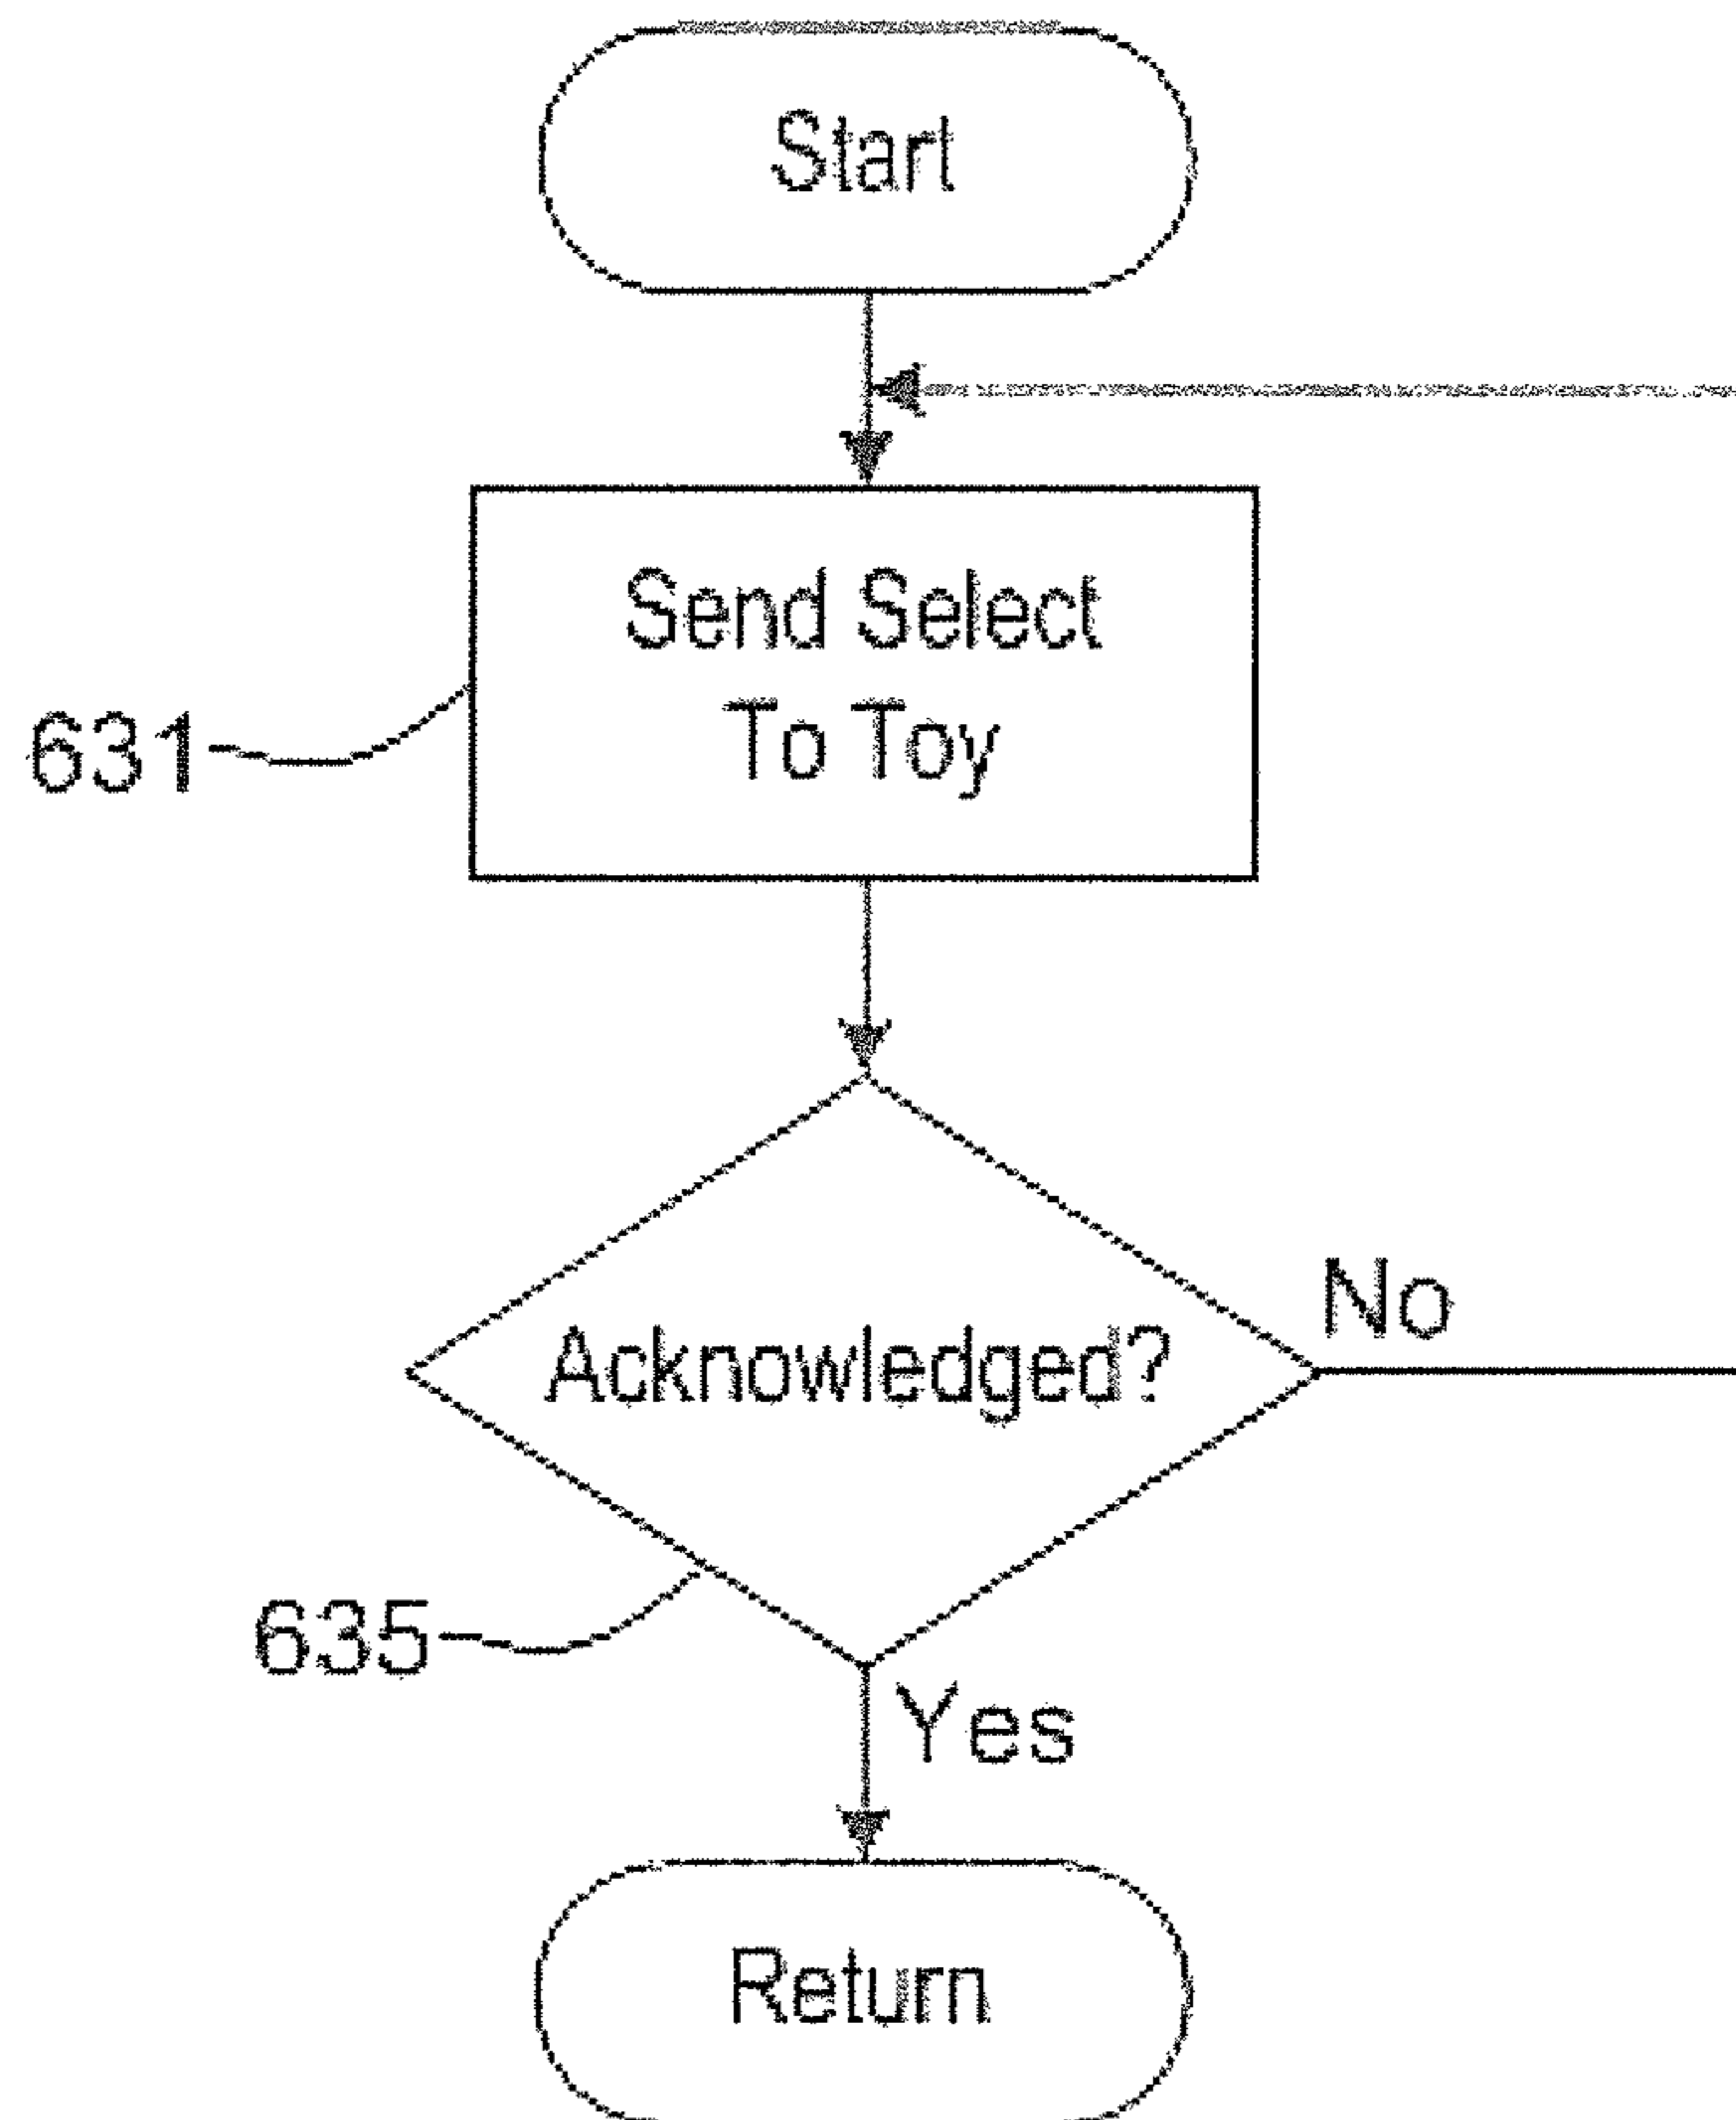 Start
Send Select
To Toy
631
Acknowledged?
No
635
Yes
Return